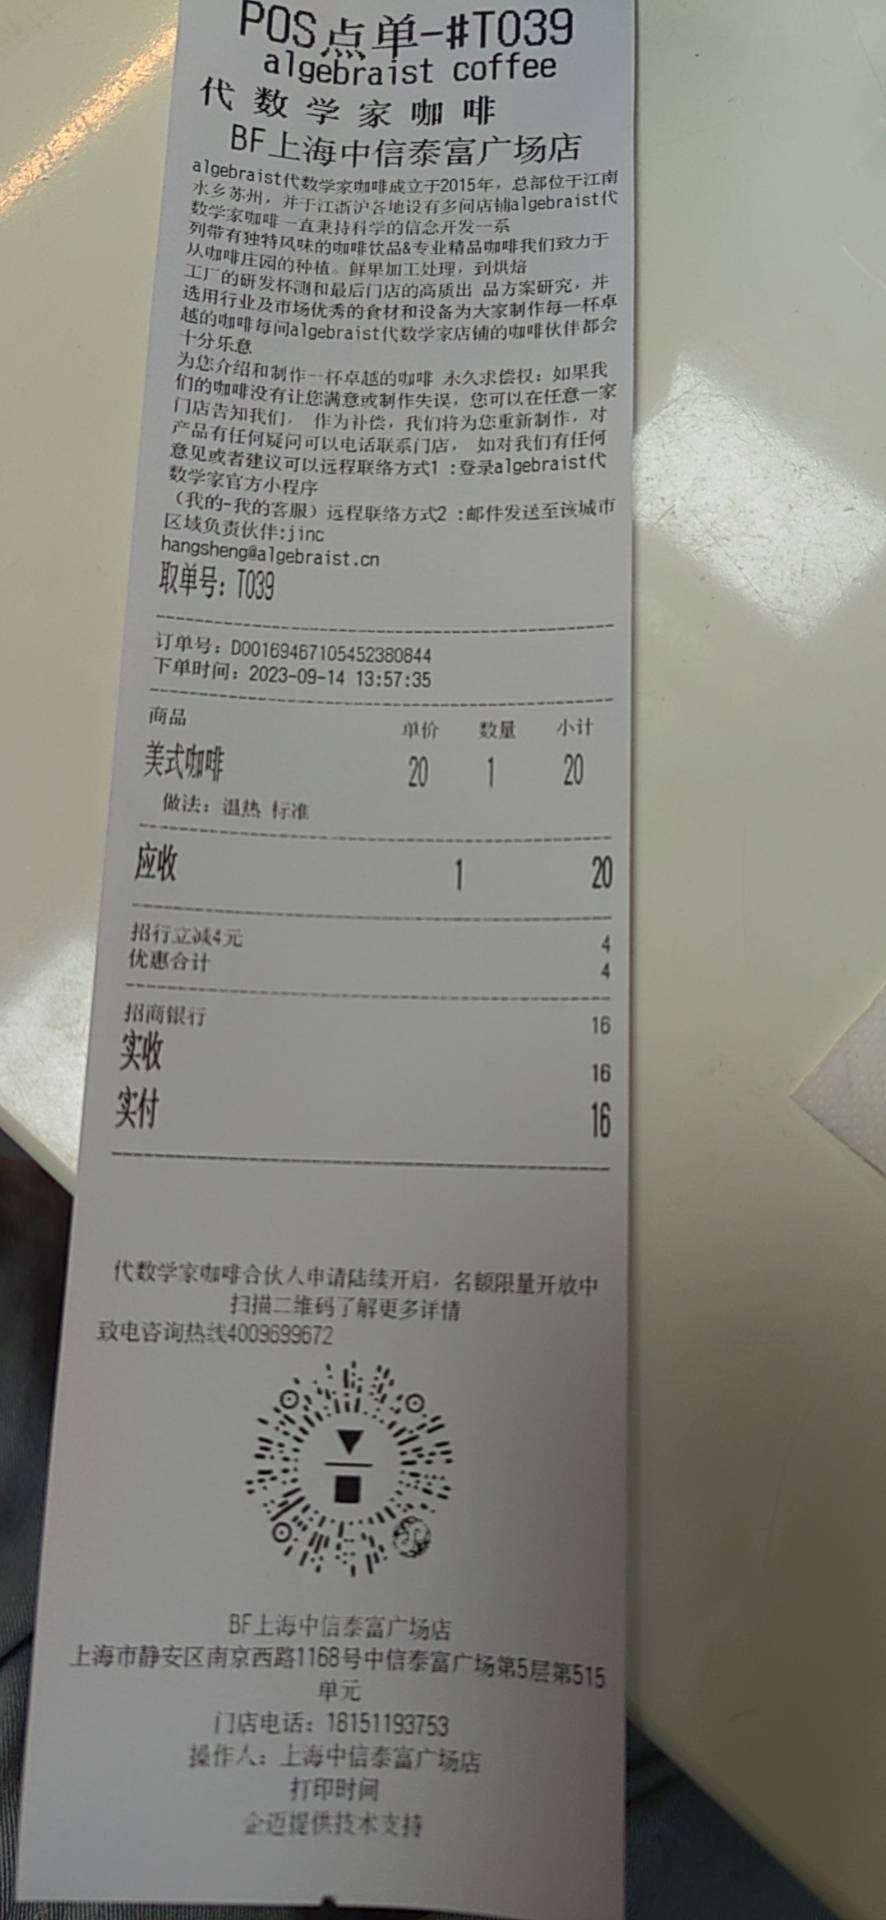 POS点单-#T039
algebraist coffee
代数学家咖啡
BF上海中信泰富广场店
algebraist代数学家咖啡成立于2015年，总部位于江南
水乡苏州，并于江浙沪各地设有多间店铺algebraist代
数学家咖啡一直秉持科学的信念开发一系
列带有独特风味的咖啡饮品&专业精品咖啡我们致力于
从咖啡庄园的种植。鲜果加工处理，到烘焙
工厂的研发杯测和最后门店的高质出 品方案研究，并
选用行业及市场优秀的食材和设备为大家制作每一杯卓
越的咖啡每间algebraist代数学家店铺的咖啡伙伴都会
十分乐意
为您介绍和制作一杯卓越的咖啡 永久求偿权：如果我
们的咖啡没有让您满意或制作失误，您可以在任意一家
门店告知我们， 作为补偿，我们将为您重新制作，对
产品有任何疑问可以电话联系门店， 如对我们有任何
意见或者建议可以远程联络方式1 :登录algebraist代
数学家官方小程序
（我的-我的客服）远程联络方式2 :邮件发送至该城市
区域负责伙伴:jinc
hangsheng@algebraist.cn
取单号：T039
订单号：D00169467105452380844
下单时间：2023-09-14 13:57:35
商品 单价 数量 小计
美式咖啡 20 1 20
做法：温热 标准
应收 1 20
招行立减4元 4
优惠合计 4
招商银行 16
实收 16
实付 16
代数学家咖啡合伙人申请陆续开启，名额限量开放中
扫描二维码了解更多详情
致电咨询热线4009699672
BF上海中信泰富广场店
上海市静安区南京西路1168号中信泰富广场第5层第515
单元
门店电话：18151193753
操作人：上海中信泰富广场店
打印时间
企迈提供技术支持